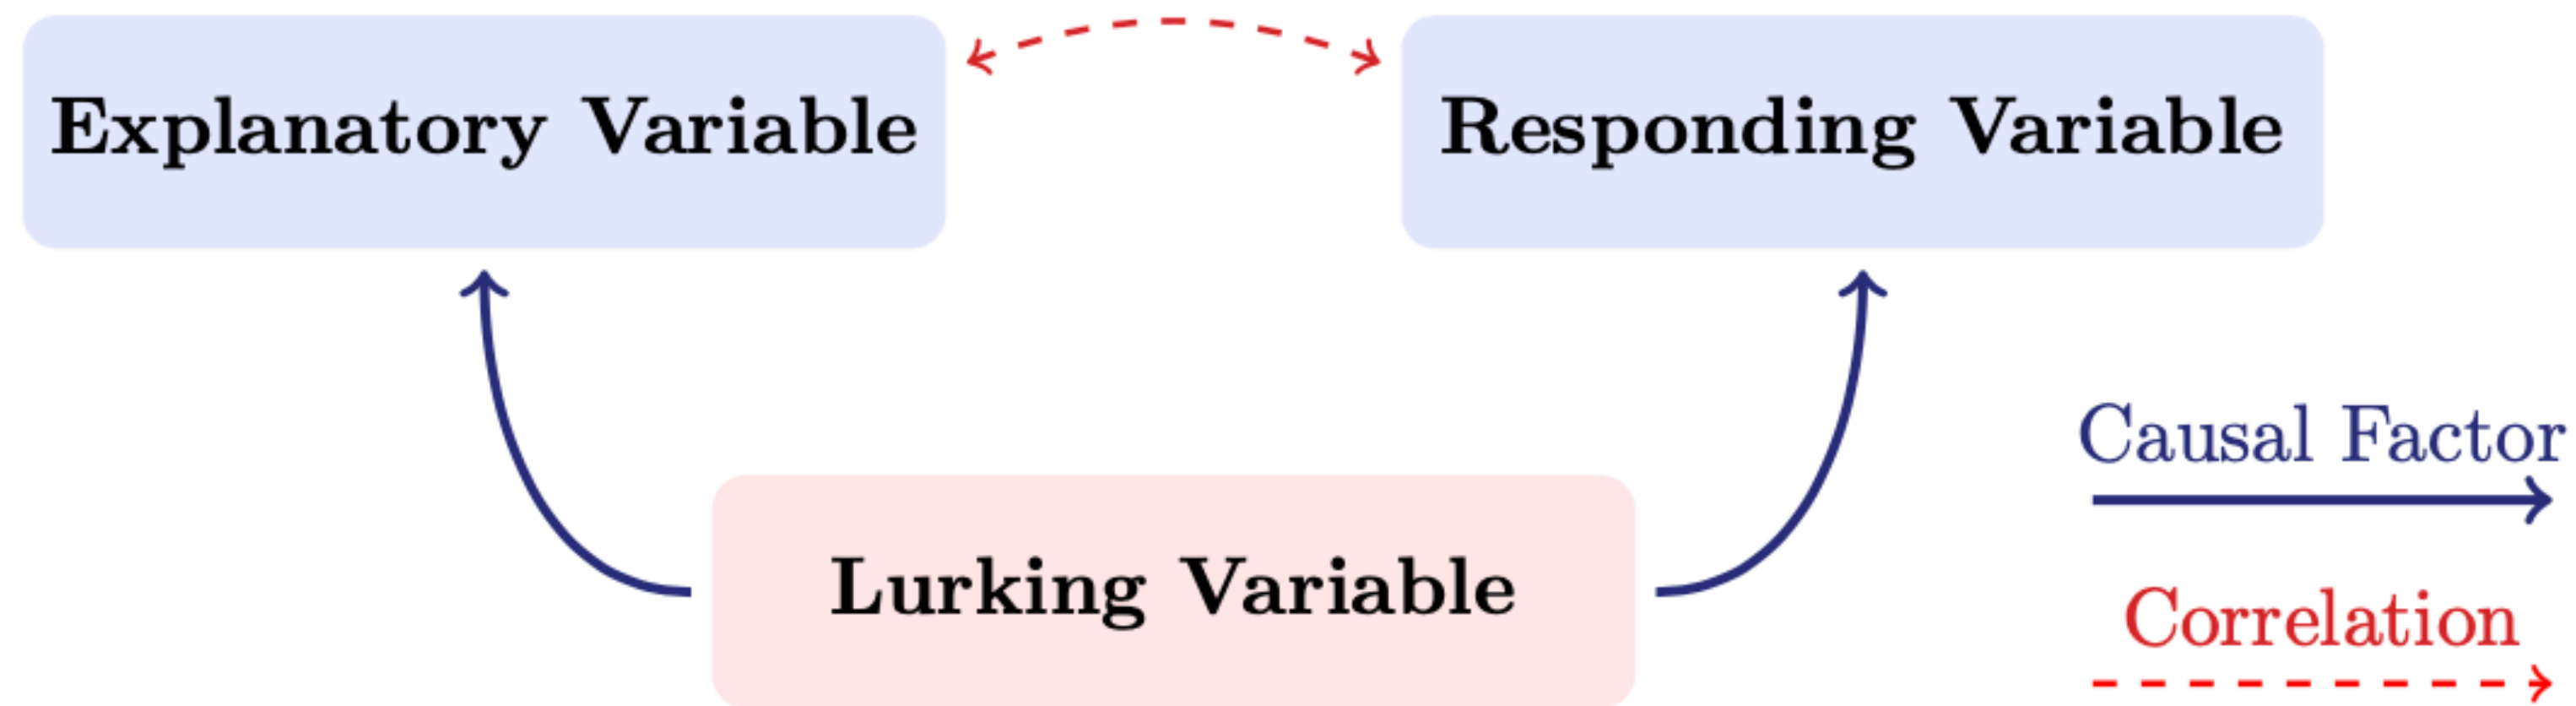 Explanatory Variable
Responding Variable
Lurking Variable
Causal Factor
Correlation